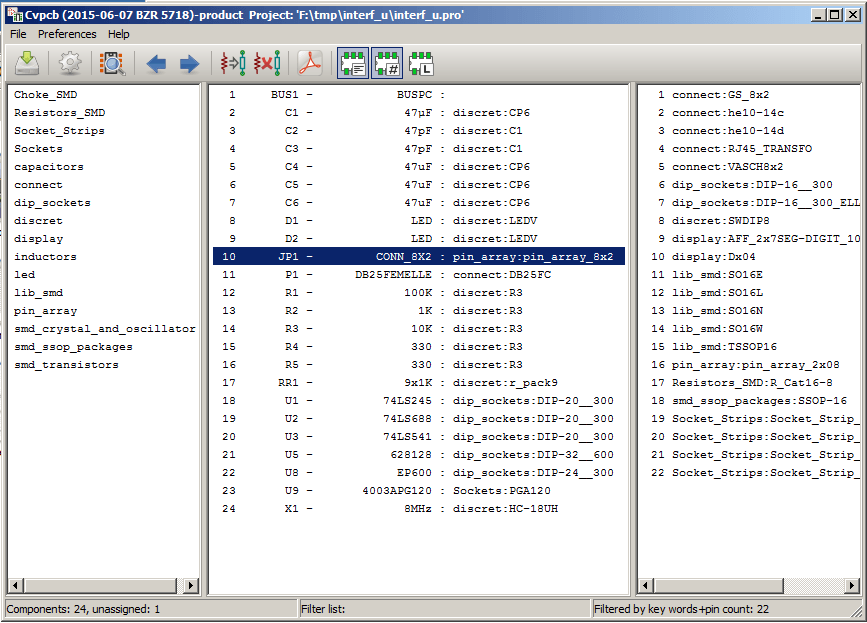 Cvpcb (2015-06-07 BZR 5718)-product Project: 'F:\tmp\interf_u\interf_u.pro'
File Preferences Help
Choke_SMD
Resistors_SMD
Socket_Strips
Sockets
capacitors
connect
dip_sockets
discret
display
inductors
led
lib_smd
pin_array
smd_crystal_and_oscillator
smd_ssop_packages
smd_transistors
1 BUS1 - BUSPC :
2 C1 - 47µF : discret:CP6
3 C2 - 47pF : discret:C1
4 C3 - 47pF : discret:C1
5 C4 - 47uF : discret:CP6
6 C5 - 47uF : discret:CP6
7 C6 - 47uF : discret:CP6
8 D1 - LED : discret:LEDV
9 D2 - LED : discret:LEDV
10 JP1 - CONN_8X2 : pin_array:pin_array_8x2
11 P1 - DB25FEMELLE : connect:DB25FC
12 R1 - 100K : discret:R3
13 R2 - 1K : discret:R3
14 R3 - 10K : discret:R3
15 R4 - 330 : discret:R3
16 R5 - 330 : discret:R3
17 RR1 - 9x1K : discret:r_pack9
18 U1 - 74LS245 : dip_sockets:DIP-20__300
19 U2 - 74LS688 : dip_sockets:DIP-20__300
20 U3 - 74LS541 : dip_sockets:DIP-20__300
21 U5 - 628128 : dip_sockets:DIP-32__600
22 U8 - EP600 : dip_sockets:DIP-24__300
23 U9 - 4003APG120 : Sockets:PGA120
24 X1 - 8MHz : discret:HC-18UH
1 connect:GS_8x2
2 connect:he10-14c
3 connect:he10-14d
4 connect:RJ45_TRANSFO
5 connect:VASCH8x2
6 dip_sockets:DIP-16__300
7 dip_sockets:DIP-16__300_ELL
8 discret:SWDIP8
9 display:AFF_2x7SEG-DIGIT_10
10 display:Dx04
11 lib_smd:SO16E
12 lib_smd:SO16L
13 lib_smd:SO16N
14 lib_smd:SO16W
15 lib_smd:TSSOP16
16 pin_array:pin_array_2x08
17 Resistors_SMD:R_Cat16-8
18 smd_ssop_packages:SSOP-16
19 Socket_Strips:Socket_Strip_
20 Socket_Strips:Socket_Strip_
21 Socket_Strips:Socket_Strip_
22 Socket_Strips:Socket_Strip_
Components: 24, unassigned: 1
Filter list:
Filtered by key words+pin count: 22